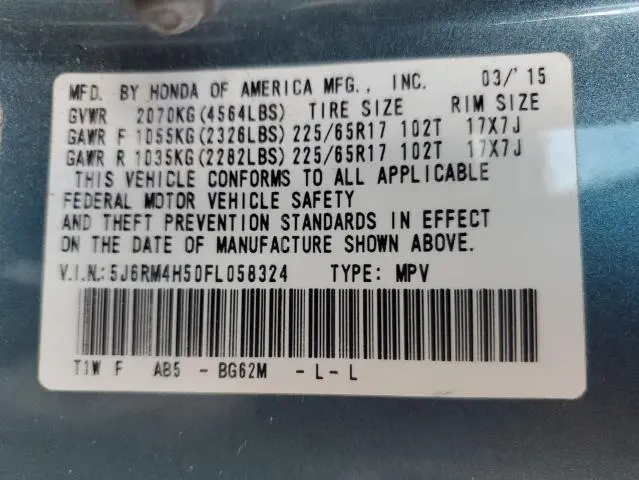 MFD. BY HONDA OF AMERICA MFG., INC. 03/'15
GVWR 2070KG(4564LBS) TIRE SIZE RIM SIZE
GAWR F 1055KG(2326LBS) 225/65R17 102T 17X7J
GAWR R 1035KG(2282LBS) 225/65R17 102T 17X7J
THIS VEHICLE CONFORMS TO ALL APPLICABLE
FEDERAL MOTOR VEHICLE SAFETY
AND THEFT PREVENTION STANDARDS IN EFFECT
ON THE DATE OF MANUFACTURE SHOWN ABOVE.
V.I.N.:5J6RM4H50FL058324 TYPE: MPV
T1W F AB5 - BG62M - L- L